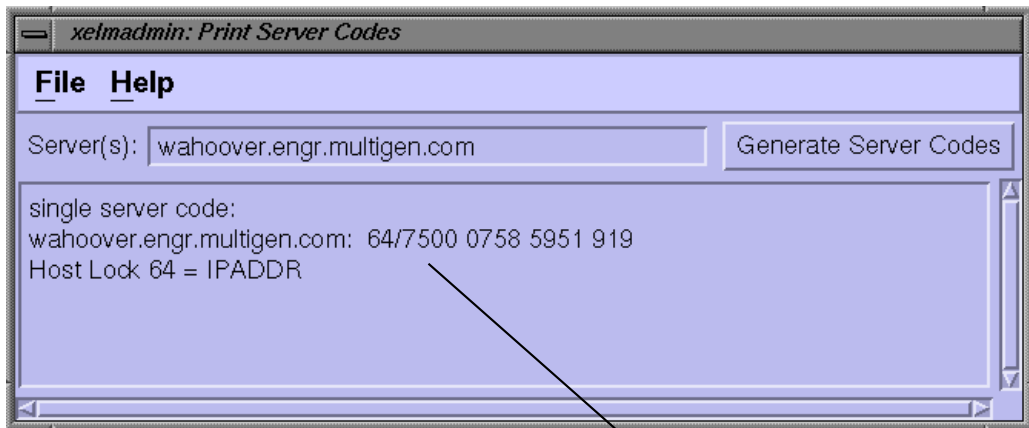 xelmadmin: Print Server Codes
File Help
Server(s): wahoover.engr.multigen.com Generate Server Codes
single server code:
wahoover.engr.multigen.com: 64/7500 0758 5951 919
Host Lock 64 = IPADDR